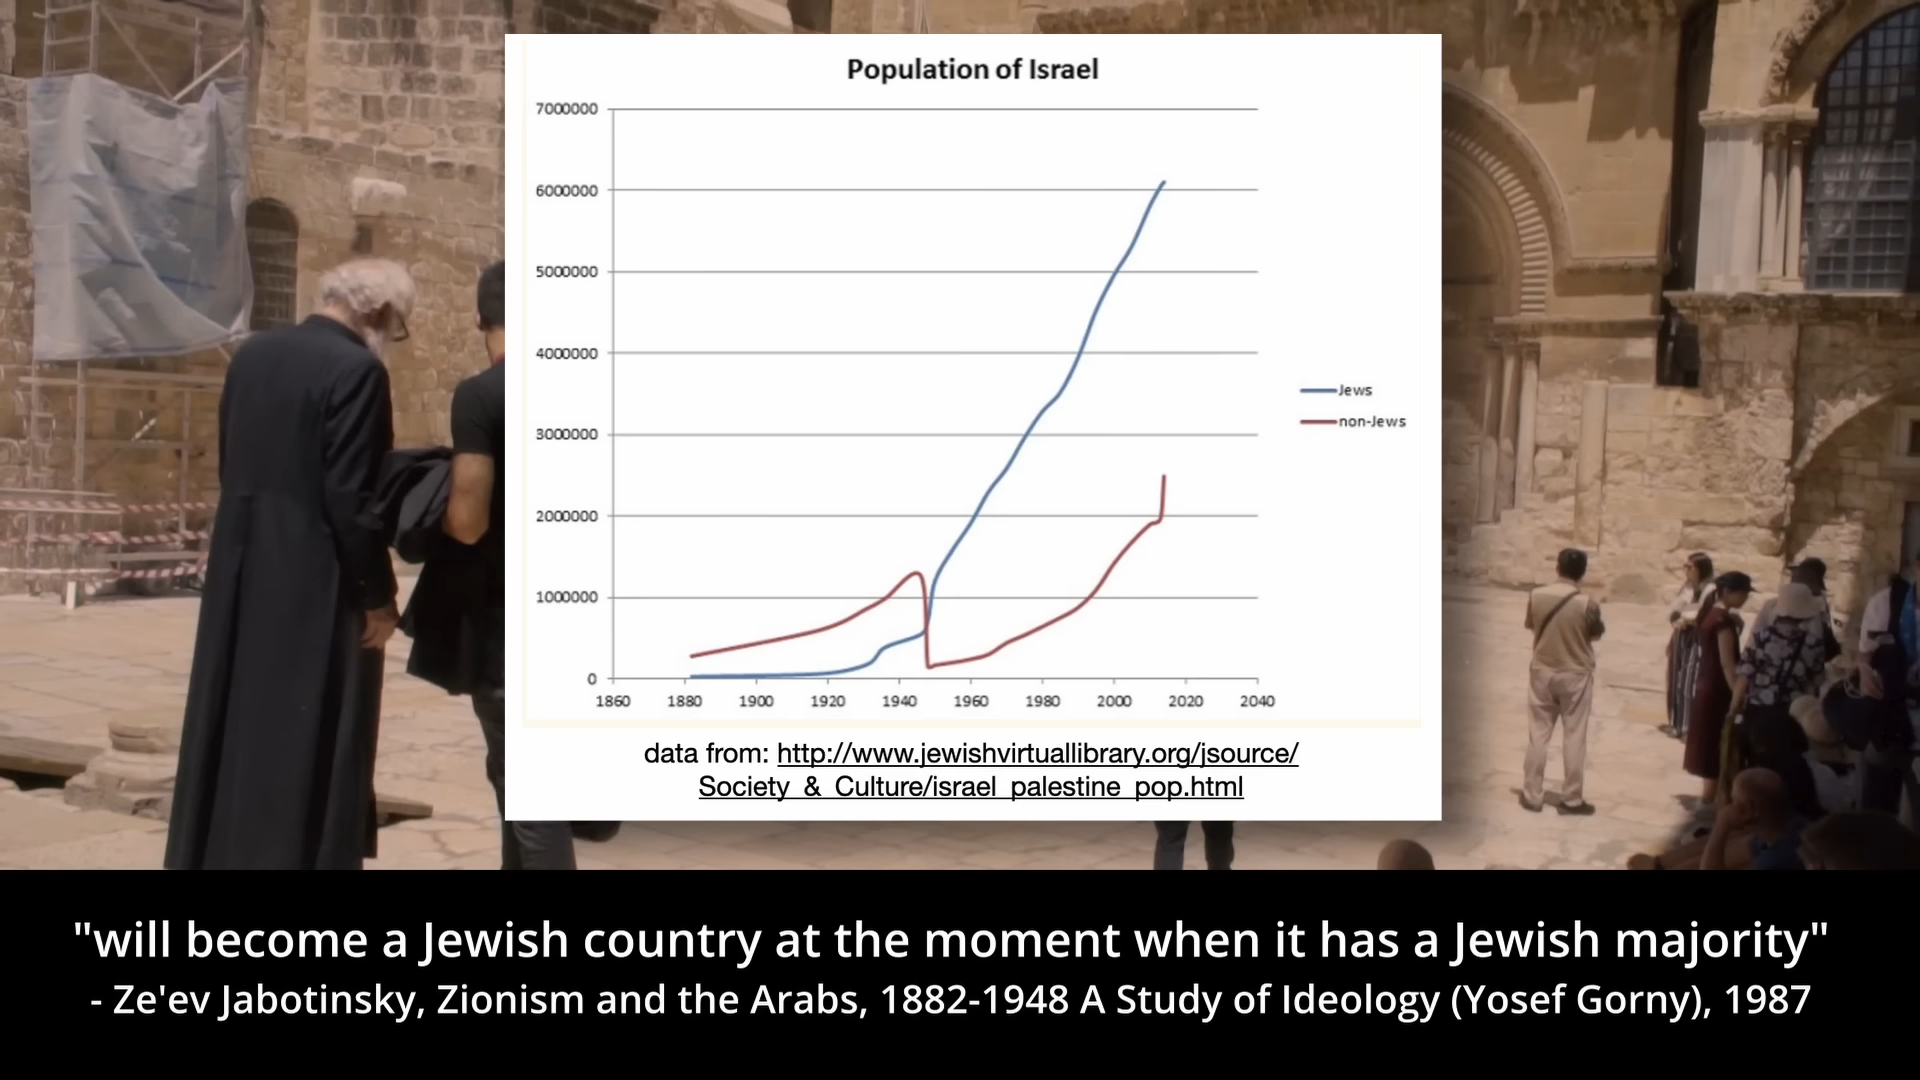 Population of Israel
7000000
6000000
5000000
4000000
3000000
2000000
1000000
0
1860 1880 1900 1920 1940 1960 1980 2000 2020 2040
Jews
non-Jews
data from: http://www.jewishvirtuallibrary.org/jsource/
Society_&_Culture/israel_palestine_pop.html
"will become a Jewish country at the moment when it has a Jewish majority"
- Ze'ev Jabotinsky, Zionism and the Arabs, 1882-1948 A Study of Ideology (Yosef Gorny), 1987